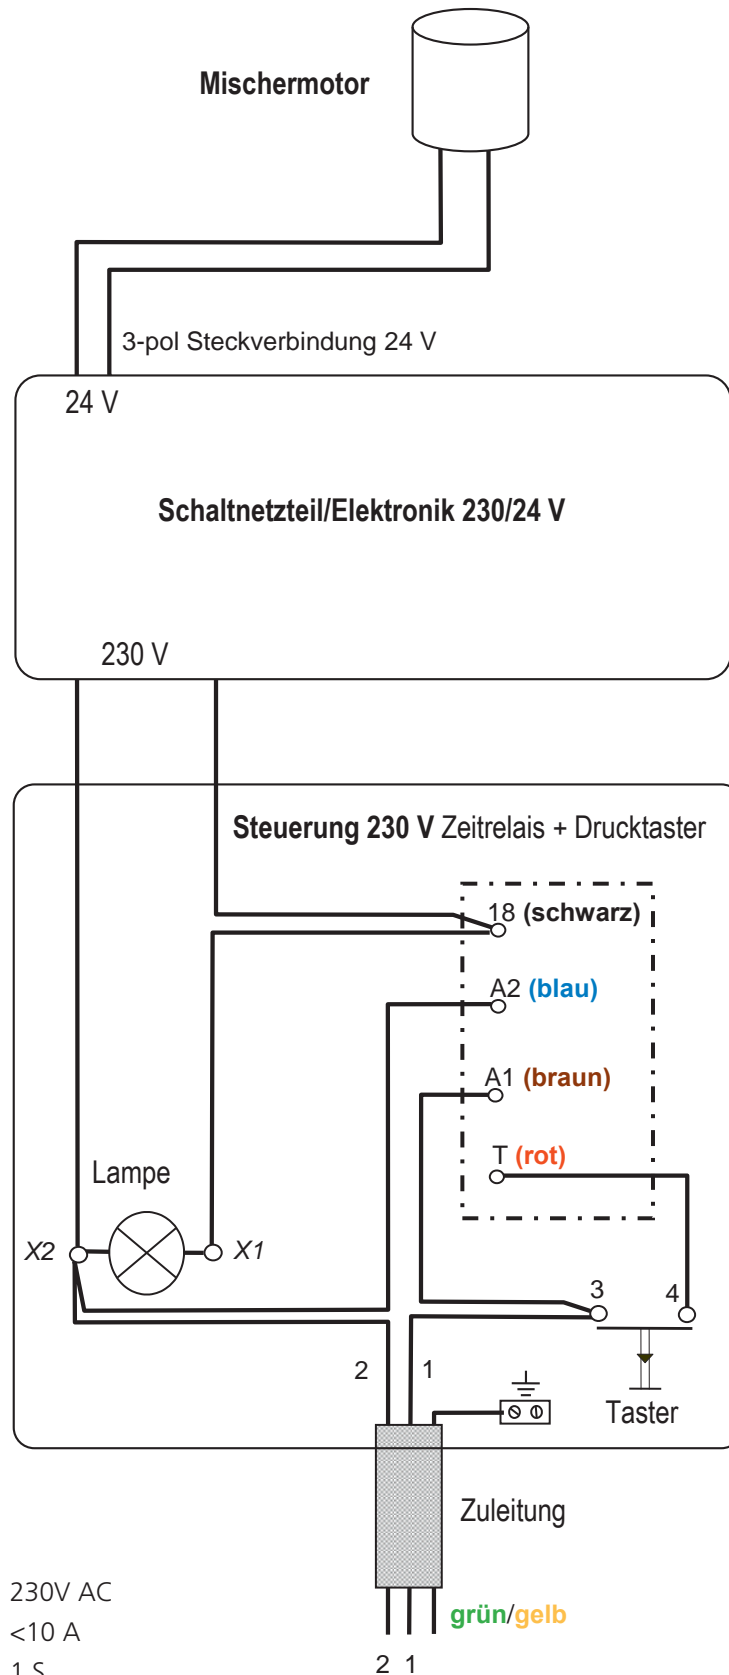 Mischermotor
3-pol Steckverbindung 24 V
24 V
Schaltnetzteil/Elektronik 230/24 V
230 V
Steuerung 230 V Zeitrelais + Drucktaster
18 (schwarz)
A2 (blau)
A1 (braun)
T (rot)
Lampe
X2
X1
3
4
2
1
Taster
Zuleitung
230V AC
<10 A
grün/gelb
1 S
2 1